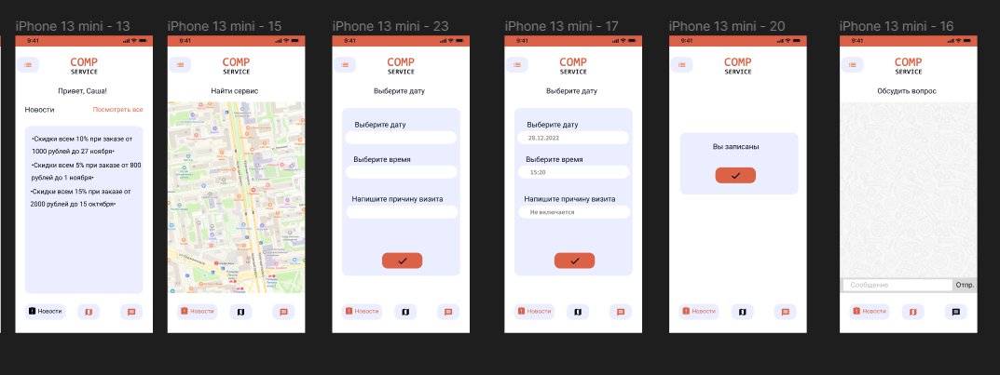 iPhone 13 mini - 13
9:41
COMP
SERVICE
Привет, Саша!
Новости
Посмотреть все
•Скидки всем 10% при заказе от
1000 рублей до 27 ноября•
•Скидки всем 5% при заказе от 800
рублей до 1 ноября•
•Скидки всем 15% при заказе от
2000 рублей до 15 октября•
Новости
iPhone 13 mini - 15
9:41
COMP
SERVICE
Найти сервис
Новости
iPhone 13 mini - 23
9:41
COMP
SERVICE
Выберите дату
Выберите дату
Выберите время
Напишите причину визита
Новости
iPhone 13 mini - 17
9:41
COMP
SERVICE
Выберите дату
Выберите дату
28.12.2022
Выберите время
15:20
Напишите причину визита
Не включается
Новости
iPhone 13 mini - 20
9:41
COMP
SERVICE
Вы записаны
Новости
iPhone 13 mini - 16
9:41
COMP
SERVICE
Обсудить вопрос
Сообщение
Отпр.
Новости